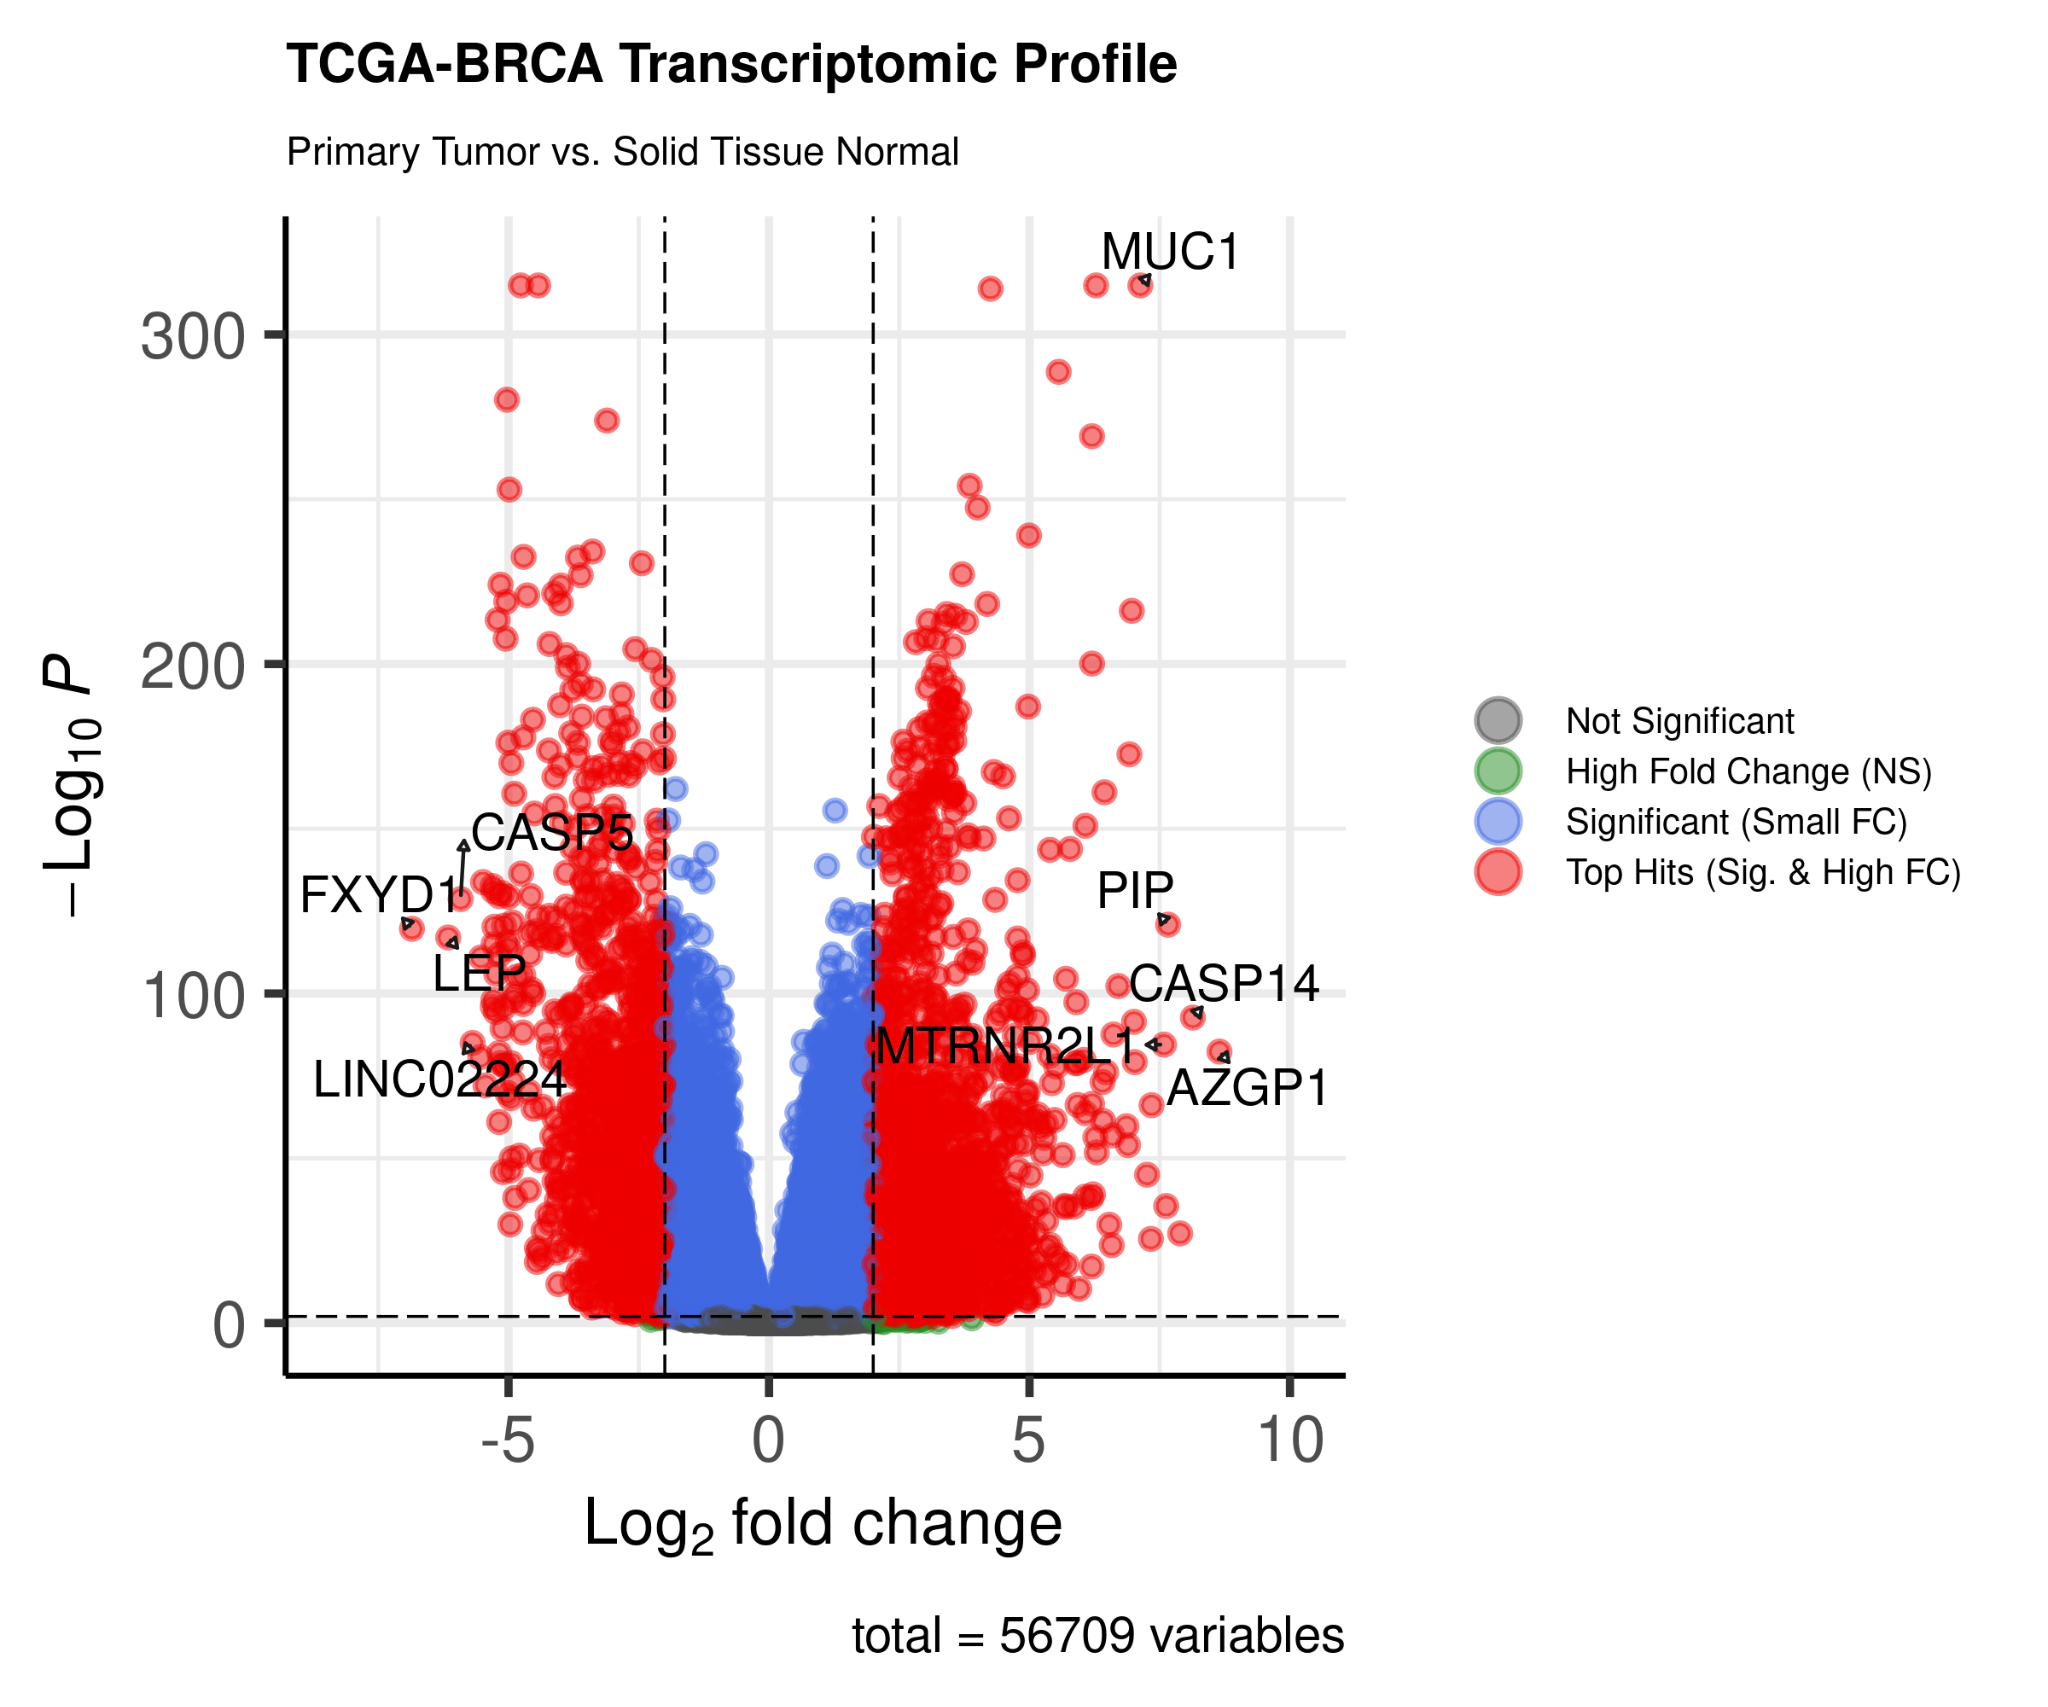 TCGA-BRCA Transcriptomic Profile
Primary Tumor vs. Solid Tissue Normal
MUC1
300
200
−Log10 P
CASP5
FXYD1
PIP
LEP
CASP14
100
MTRNR2L1
LINC02224
AZGP1
0
-5 0 5 10
Log2 fold change
Not Significant
High Fold Change (NS)
Significant (Small FC)
Top Hits (Sig. & High FC)
total = 56709 variables